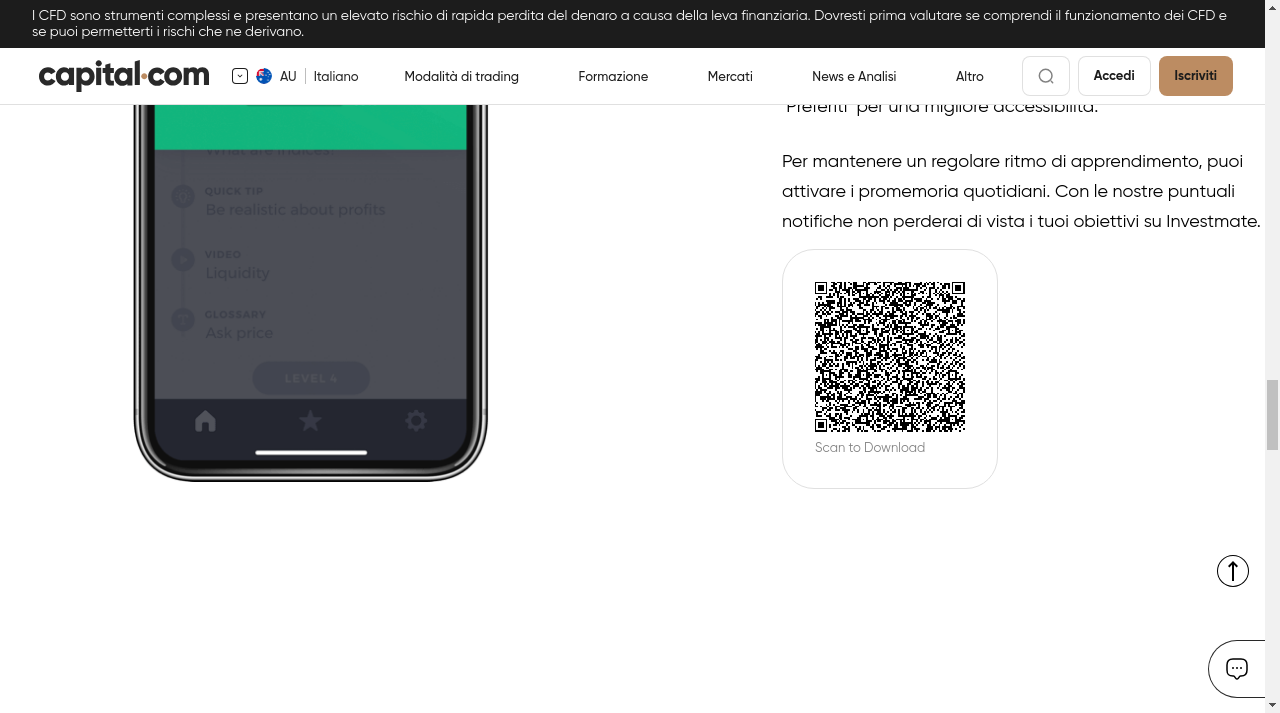 I CFD sono strumenti complessi e presentano un elevato rischio di rapida perdita del denaro a causa della leva finanziaria. Dovresti prima valutare se comprendi il funzionamento dei CFD e
se puoi permetterti i rischi che ne derivano.
capital.com
AU
Italiano
Modalità di trading
Formazione
Mercati
News e Analisi
Altro
Accedi
Iscriviti
"Preferiti" per una migliore accessibilità.
Per mantenere un regolare ritmo di apprendimento, puoi
attivare i promemoria quotidiani. Con le nostre puntuali
notifiche non perderai di vista i tuoi obiettivi su Investmate.
Scan to Download
What are indices?
QUICK TIP
Be realistic about profits
VIDEO
Liquidity
GLOSSARY
Ask price
LEVEL 4